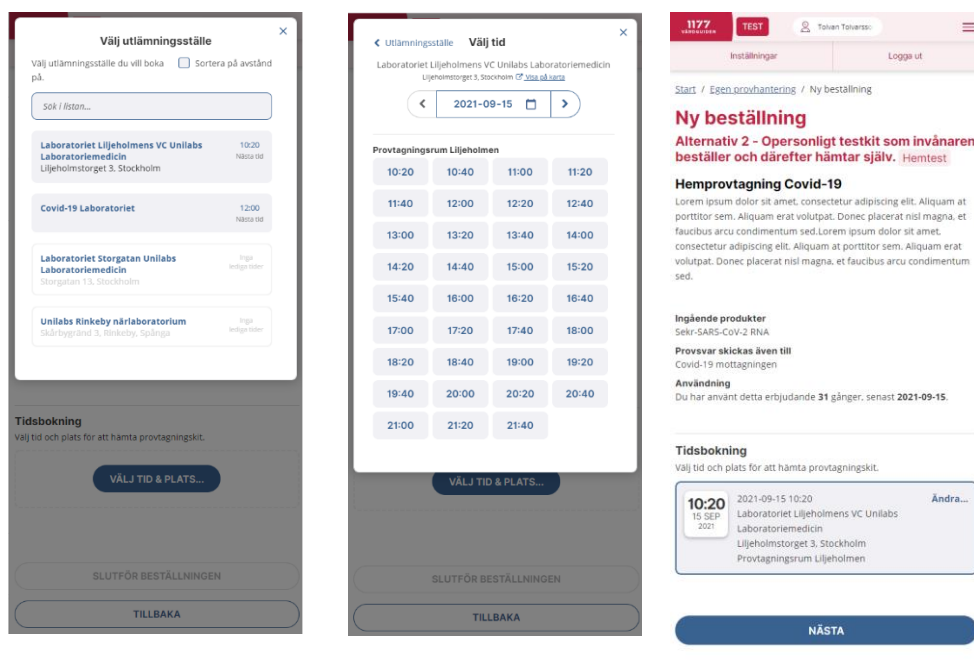 Välj utlämningsställe
Välj utlämningsställe du vill boka
på.
Sortera på avstånd
Sök i listan...
Laboratoriet Liljeholmens VC Unilabs
Laboratoriemedicin
Liljeholmstorget 3, Stockholm
10:20
Nästa tid
Covid-19 Laboratoriet
12:00
Nästa tid
Laboratoriet Storgatan Unilabs
Laboratoriemedicin
Storgatan 13, Stockholm
Inga
lediga tider
Unilabs Rinkeby närlaboratorium
Skårbygränd 3, Rinkeby, Spånga
Inga
lediga tider
Tidsbokning
Välj tid och plats för att hämta provtagningskit.
VÄLJ TID & PLATS...
SLUTFÖR BESTÄLLNINGEN
TILLBAKA
Utlämningsställe Välj tid
Laboratoriet Liljeholmens VC Unilabs Laboratoriemedicin
Liljeholmstorget 3, Stockholm Visa på karta
2021-09-15
Provtagningsrum Liljeholmen
10:20 10:40 11:00 11:20
11:40 12:00 12:20 12:40
13:00 13:20 13:40 14:00
14:20 14:40 15:00 15:20
15:40 16:00 16:20 16:40
17:00 17:20 17:40 18:00
18:20 18:40 19:00 19:20
19:40 20:00 20:20 20:40
21:00 21:20 21:40
VÄLJ TID & PLATS...
SLUTFÖR BESTÄLLNINGEN
TILLBAKA
1177
VÅRDGUIDEN
TEST
Tolvan Tolvarsso
Inställningar Logga ut
Start / Egen provhantering / Ny beställning
Ny beställning
Alternativ 2 - Opersonligt testkit som invånaren
beställer och därefter hämtar själv. Hemtest
Hemprovtagning Covid-19
Lorem ipsum dolor sit amet, consectetur adipiscing elit. Aliquam at
porttitor sem. Aliquam erat volutpat. Donec placerat nisl magna, et
faucibus arcu condimentum sed.Lorem ipsum dolor sit amet,
consectetur adipiscing elit. Aliquam at porttitor sem. Aliquam erat
volutpat. Donec placerat nisl magna, et faucibus arcu condimentum
sed.
Ingående produkter
Sekr-SARS-CoV-2 RNA
Provsvar skickas även till
Covid-19 mottagningen
Användning
Du har använt detta erbjudande 31 gånger, senast 2021-09-15.
Tidsbokning
Välj tid och plats för att hämta provtagningskit.
10:20
15 SEP
2021
2021-09-15 10:20
Laboratoriet Liljeholmens VC Unilabs
Laboratoriemedicin
Liljeholmstorget 3, Stockholm
Provtagningsrum Liljeholmen
Ändra...
NÄSTA